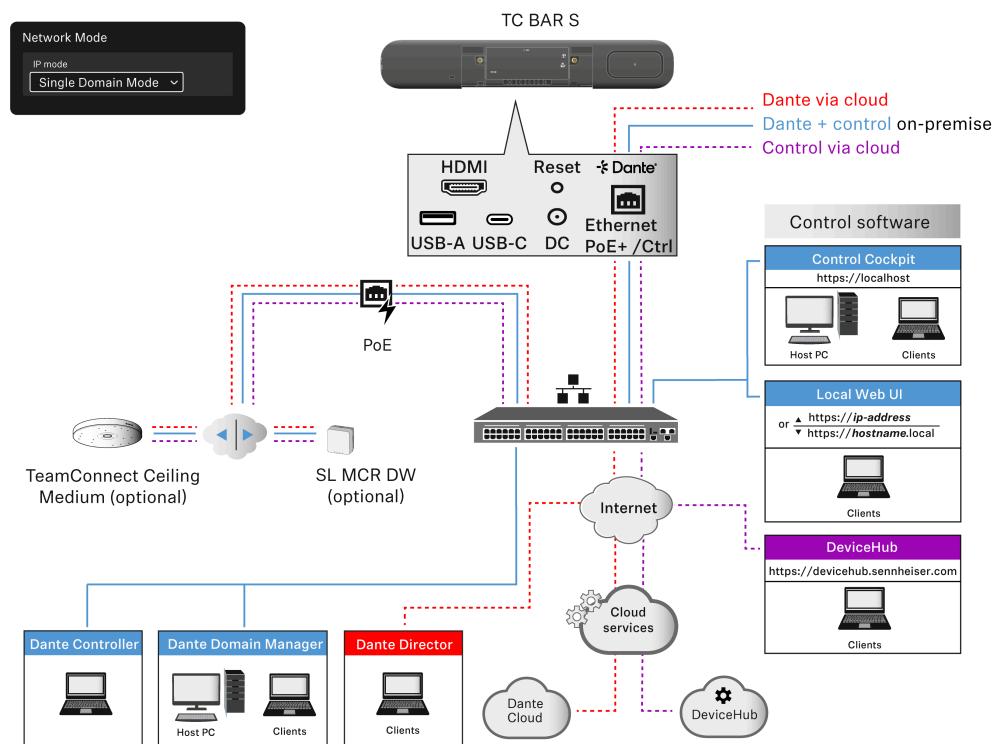 TC BAR S
Network Mode
IP mode
Single Domain Mode
Dante via cloud
Dante + control on-premise
Control via cloud
HDMI
Reset
Dante
USB-A
USB-C
DC
Ethernet
PoE+ /Ctrl
Control software
Control Cockpit
https://localhost
Host PC
Clients
PoE
Local Web UI
or
https://ip-address
https://hostname.local
Clients
TeamConnect Ceiling
Medium (optional)
SL MCR DW
(optional)
Internet
DeviceHub
https://devicehub.sennheiser.com
Clients
Cloud
services
Dante Controller
Dante Domain Manager
Host PC
Clients
Dante Director
Clients
Dante
Cloud
DeviceHub